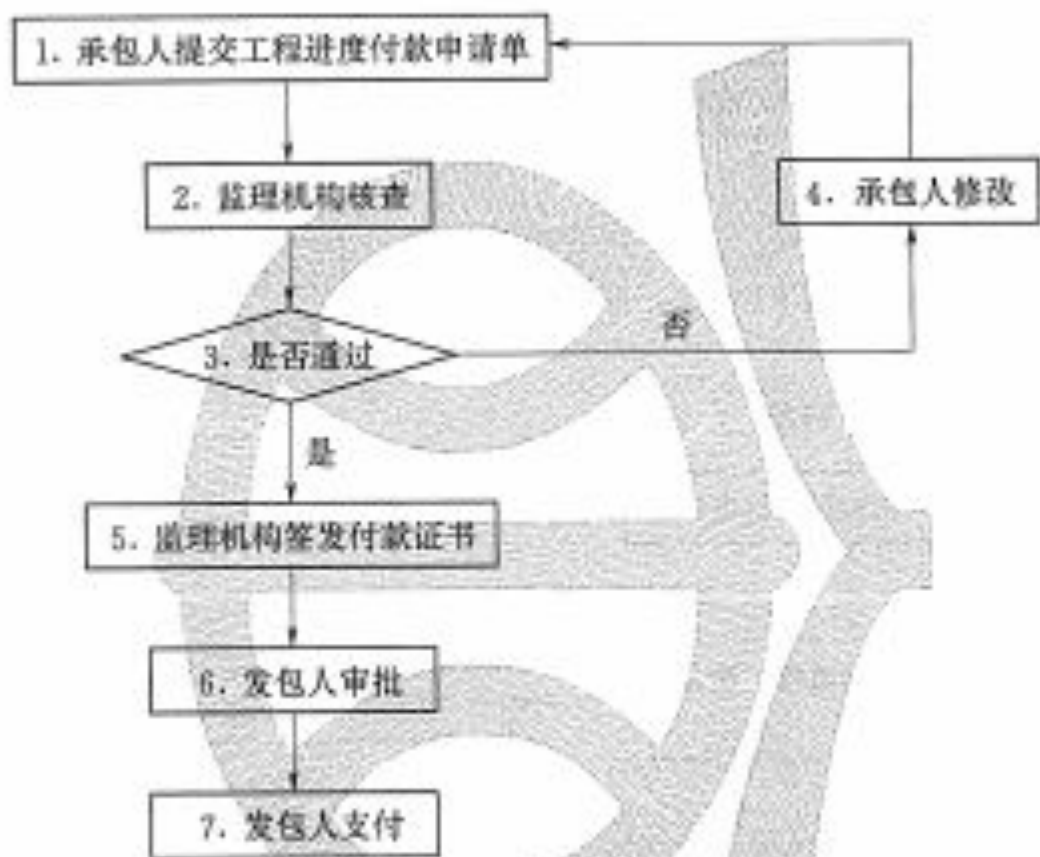 1. 承包人提交工程进度付款申请单
2. 监理机构核查
4. 承包人修改
3. 是否通过
否
是
5. 监理机构签发付款证书
6. 发包人审批
7. 发包人支付